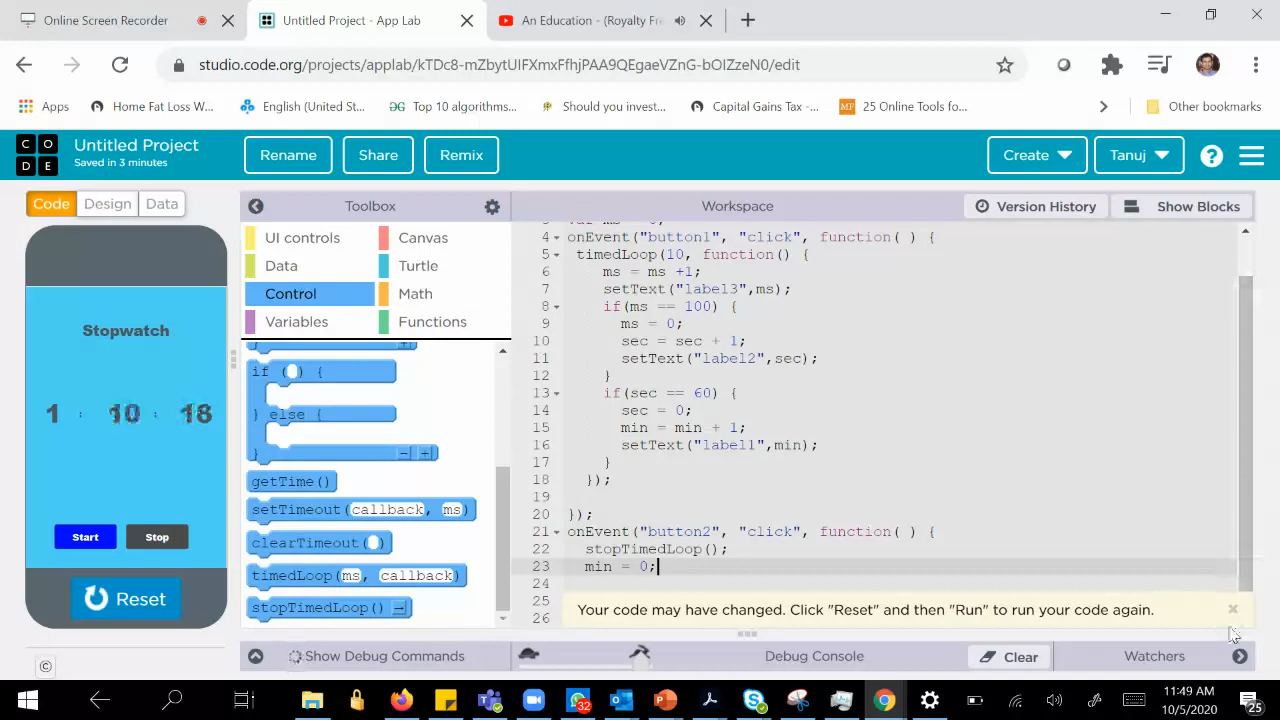 Online Screen Recorder
Untitled Project - App Lab
An Education - (Royalty Fre
studio.code.org/projects/applab/kTDc8-mZbytUIFXmxFfhjPAA9QEgaeVZnG-bOIZzeN0/edit
Apps
Home Fat Loss W...
English (United St...
Top 10 algorithms...
Should you invest...
Capital Gains Tax -...
25 Online Tools fo...
Other bookmarks
C O
D E
Untitled Project
Saved in 3 minutes
Rename
Share
Remix
Create
Tanuj
?
Code
Design
Data
Toolbox
Workspace
Version History
Show Blocks
Stopwatch
1 : 10 : 18
Start
Stop
Reset
UI controls
Canvas
Data
Turtle
Control
Math
Variables
Functions
if () {
} else {
}
getTime()
setTimeout(callback, ms)
clearTimeout()
timedLoop(ms, callback)
stopTimedLoop()
4 onEvent("button1", "click", function( ) {
5 timedLoop(10, function() {
6 ms = ms +1;
7 setText("label3",ms);
8 if(ms == 100) {
9 ms = 0;
10 sec = sec + 1;
11 setText("label2",sec);
12 }
13 if(sec == 60) {
14 sec = 0;
15 min = min + 1;
16 setText("label1",min);
17 }
18 });
19
20 });
21 onEvent("button2", "click", function( ) {
22 stopTimedLoop();
23 min = 0;
24
25
26
Your code may have changed. Click "Reset" and then "Run" to run your code again.
Show Debug Commands
Debug Console
Clear
Watchers
32
11:49 AM
10/5/2020
25